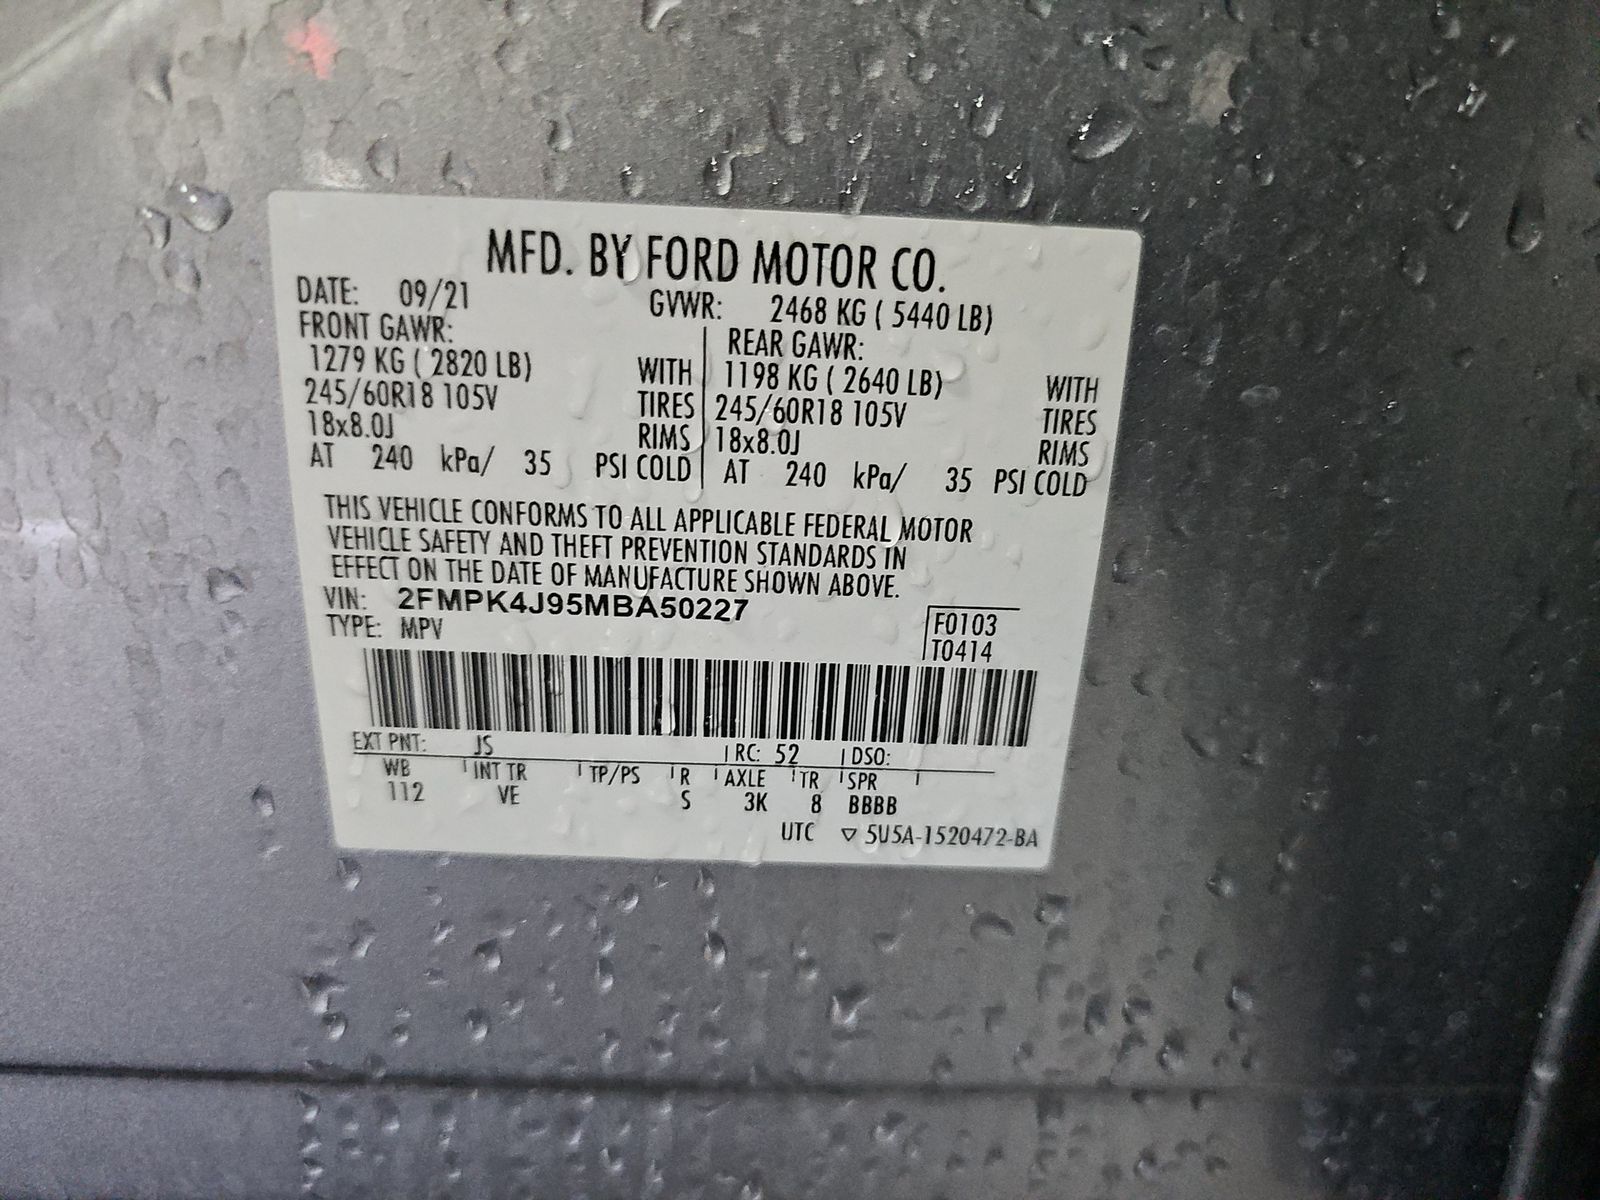 MFD. BY FORD MOTOR CO.
DATE: 09/21 GVWR: 2468 KG ( 5440 LB)
FRONT GAWR: REAR GAWR:
1279 KG ( 2820 LB) WITH 1198 KG ( 2640 LB) WITH
245/60R18 105V TIRES 245/60R18 105V TIRES
18x8.0J RIMS 18x8.0J RIMS
AT 240 kPa/ 35 PSI COLD AT 240 kPa/ 35 PSI COLD
THIS VEHICLE CONFORMS TO ALL APPLICABLE FEDERAL MOTOR
VEHICLE SAFETY AND THEFT PREVENTION STANDARDS IN
EFFECT ON THE DATE OF MANUFACTURE SHOWN ABOVE.
VIN: 2FMPK4J95MBA50227
TYPE: MPV
F0103
T0414
EXT PNT: JS RC: 52 DSO:
WB INT TR TP/PS R AXLE TR SPR
112 VE S 3K 8 BBBB
UTC ▽ 5U5A-1520472-BA